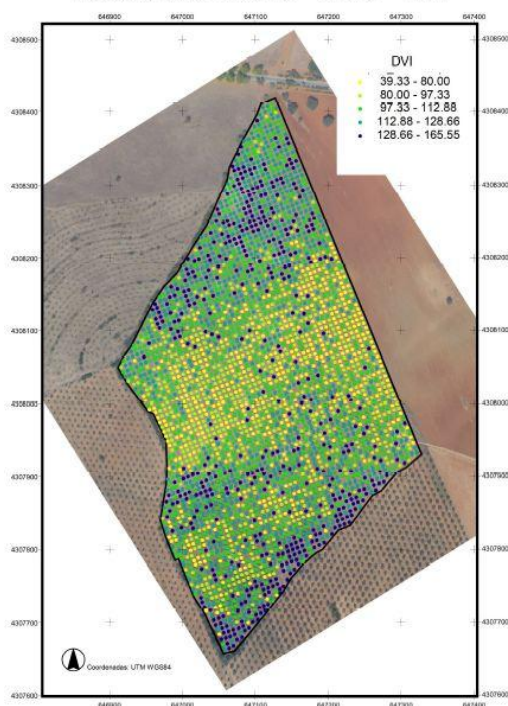 646900 647000 647100 647200 647300 647400
4308500 4308500
DVI
39.33 - 80.00
80.00 - 97.33
97.33 - 112.88
112.88 - 128.66
128.66 - 165.55
4308400 4308400
4308300 4308300
4308200 4308200
4308100 4308100
4308000 4308000
4307900 4307900
4307800 4307800
4307700 4307700
Coordenadas: UTM WGS84
4307600 4307600
646900 647000 647100 647200 647300 647400